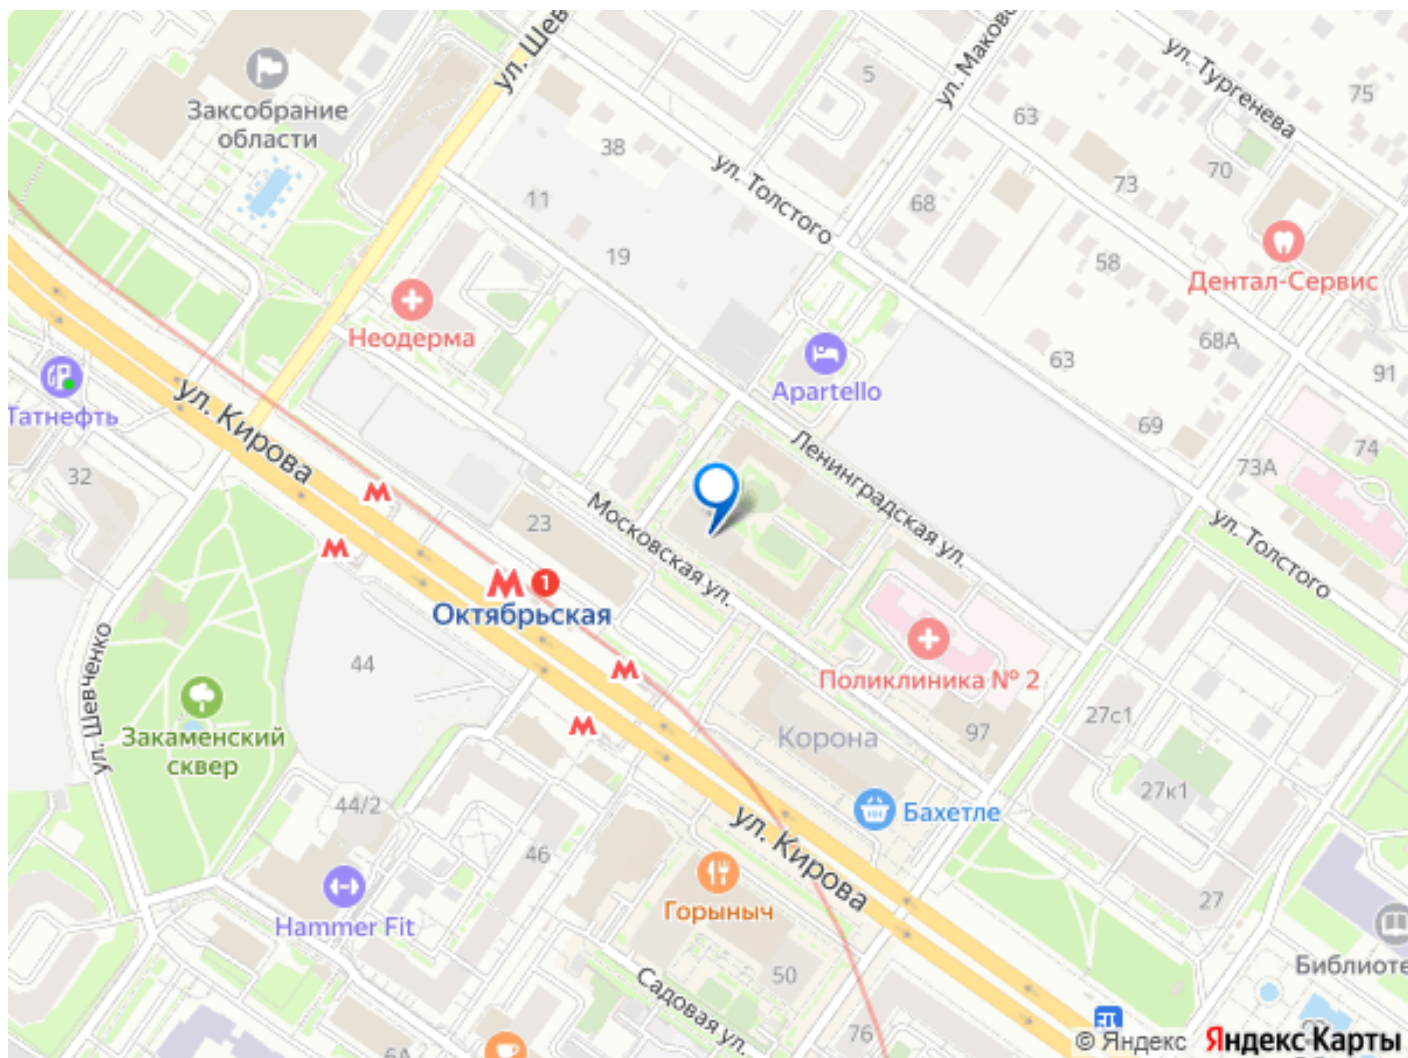 ул. Шев
ул. Маковс
ул. Тургенева
75
5
63
Заксобрание
области
38
ул. Толстого
70
73
11
68
19
58
Дентал-Сервис
Неодерма
68А
63
91
Apartello
Татнефть
ул. Кирова
69
74
73А
32
Ленинградская ул.
23
Московская ул.
ул. Толстого
1
Октябрьская
ул. Шевченко
44
Поликлиника № 2
27с1
97
Закаменский
сквер
Корона
27к1
44/2
Бахетле
ул. Кирова
46
27
Горыныч
Hammer Fit
50
Библиоте
Садовая ул.
76
6А
© Яндекс Яндекс Карты